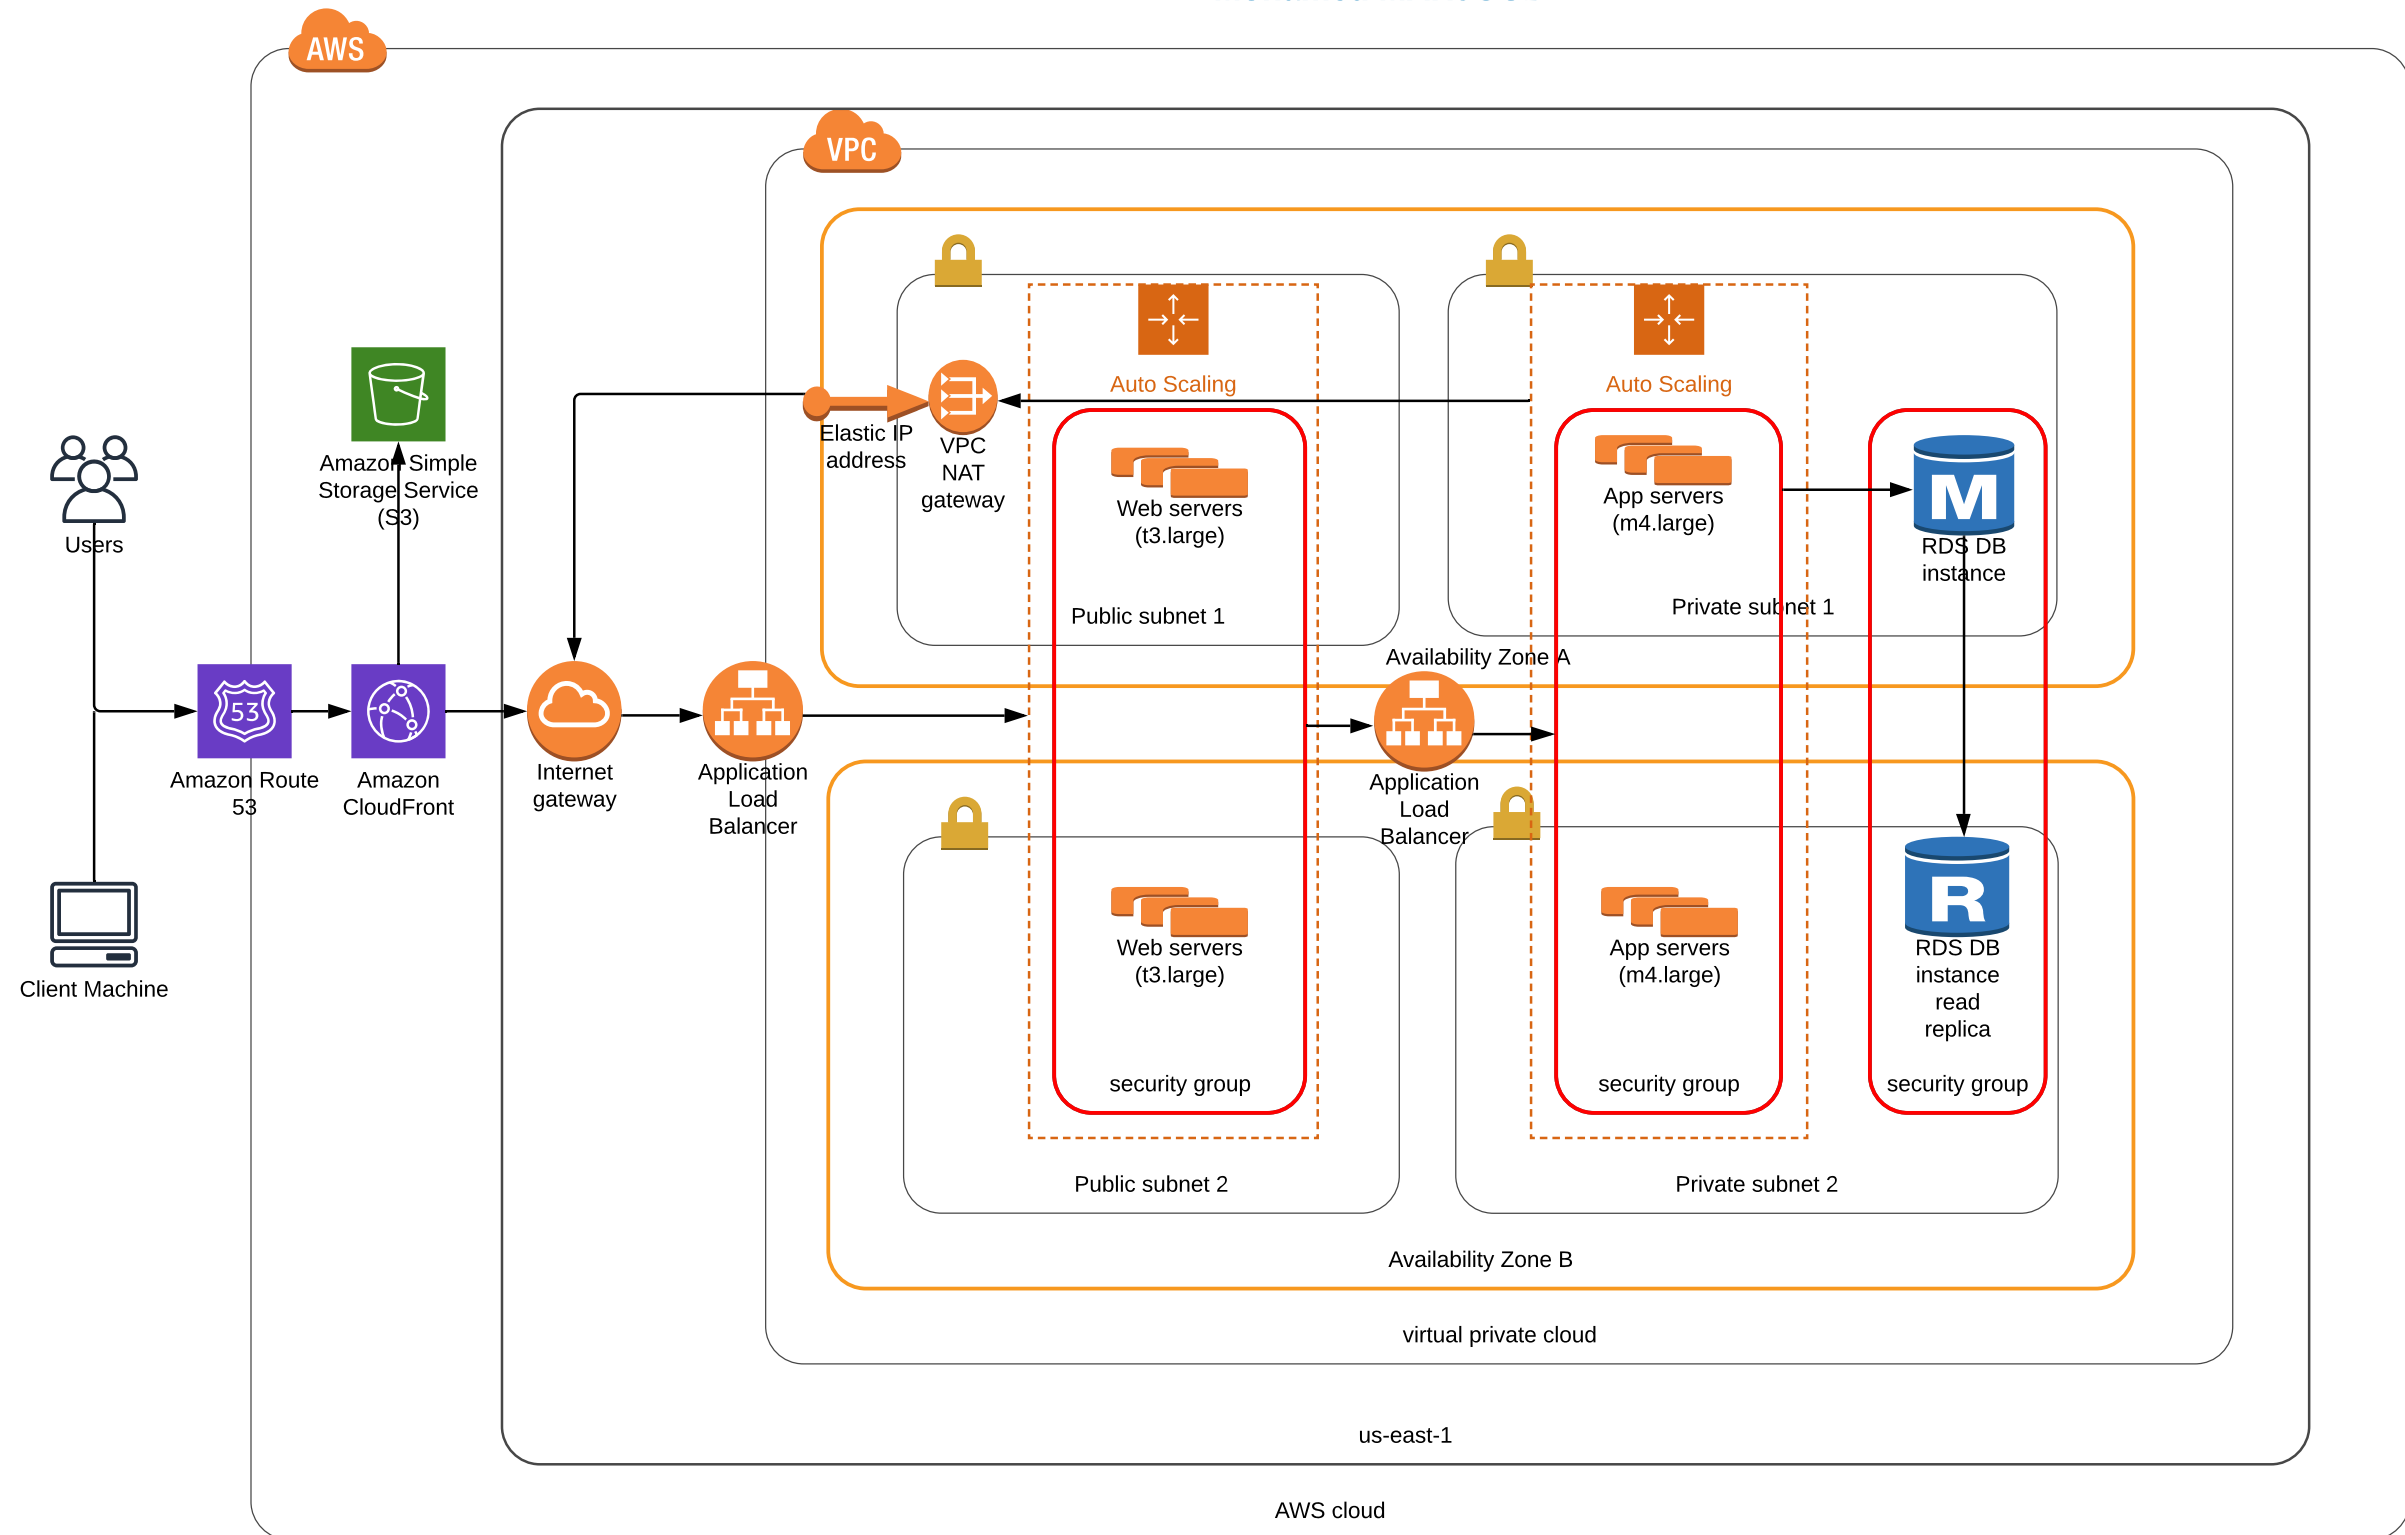 AWS
VPC
Auto Scaling
Auto Scaling
Elastic IP
address
VPC
NAT
gateway
Web servers
(t3.large)
App servers
(m4.large)
M
RDS DB
instance
Public subnet 1
Private subnet 1
Availability Zone A
Amazon Simple
Storage Service
(S3)
Users
53
Amazon Route
53
Amazon
CloudFront
Internet
gateway
Application
Load
Balancer
Application
Load
Balancer
Client Machine
Web servers
(t3.large)
App servers
(m4.large)
R
RDS DB
instance
read
replica
security group
security group
security group
Public subnet 2
Private subnet 2
Availability Zone B
virtual private cloud
us-east-1
AWS cloud